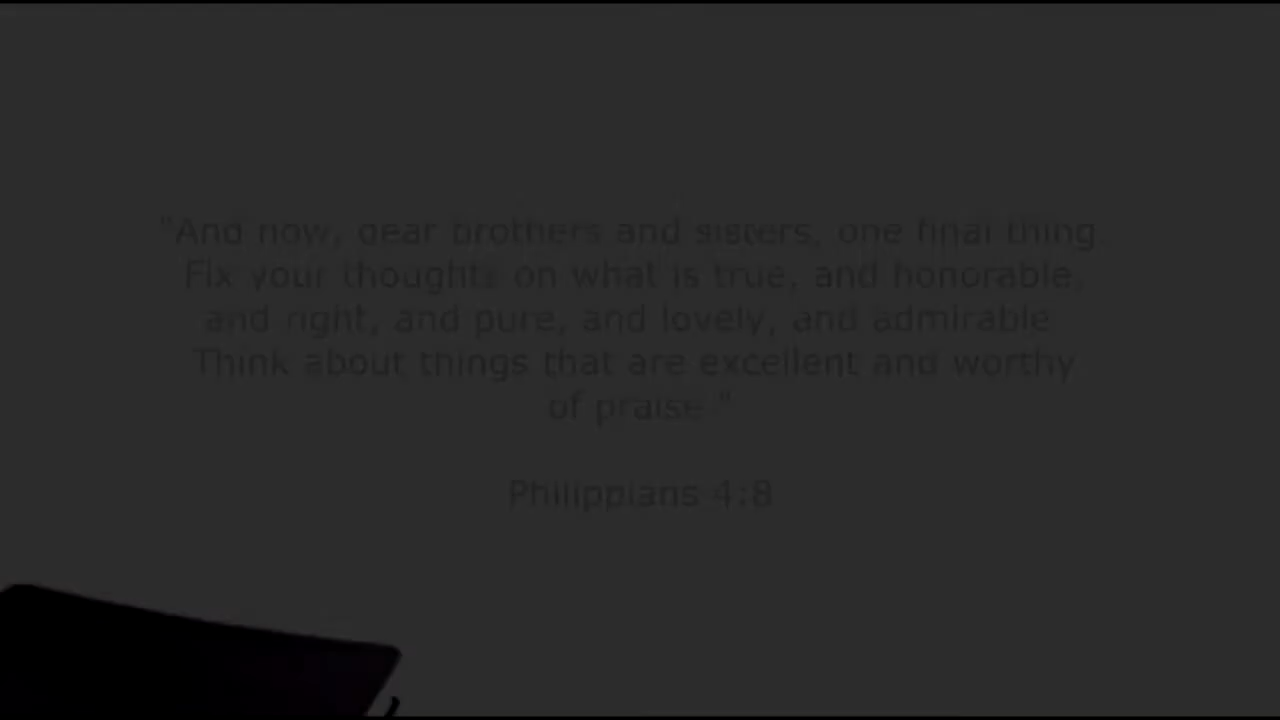 "And now, dear brothers and sisters, one final thing.
Fix your thoughts on what is true, and honorable,
and right, and pure, and lovely, and admirable.
Think about things that are excellent and worthy
of praise."
Philippians 4:8